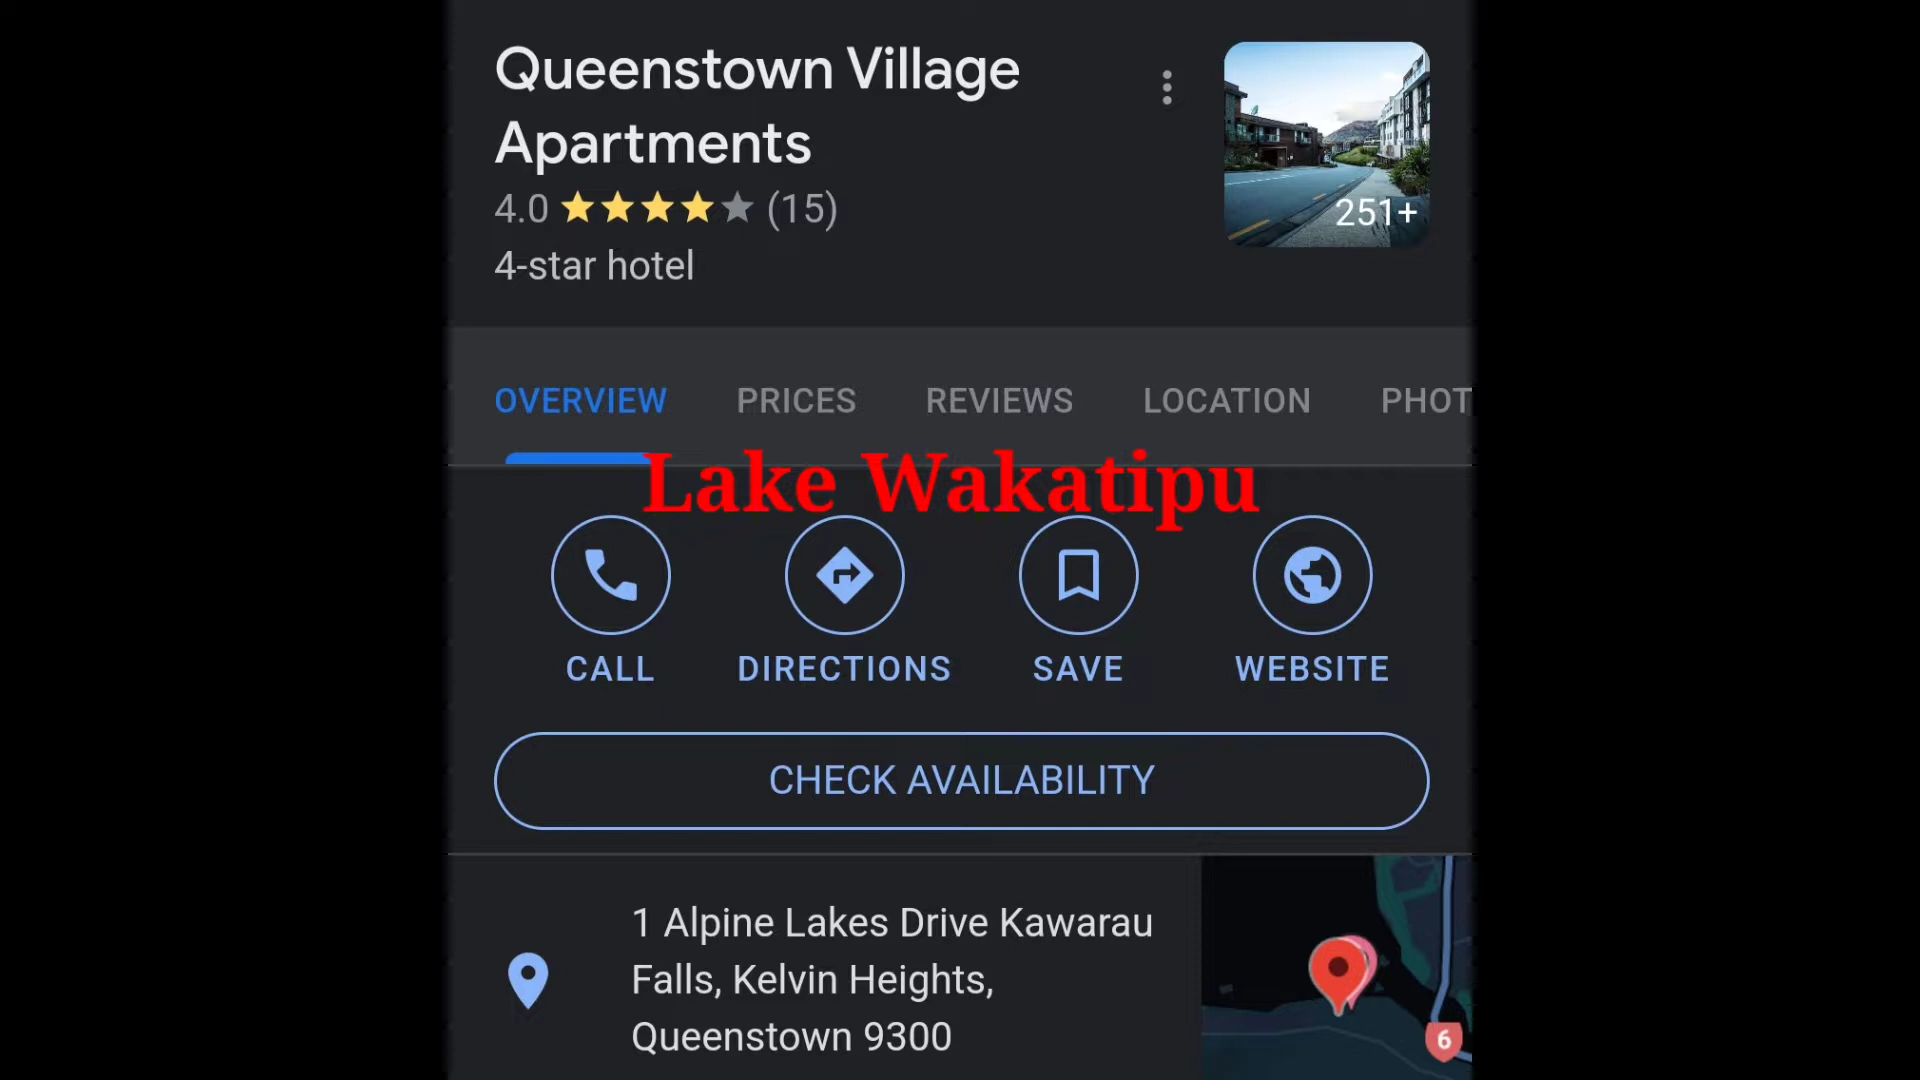 Queenstown Village
Apartments
251+
4.0 (15)
4-star hotel
OVERVIEW PRICES REVIEWS LOCATION PHOT
Lake Wakatipu
CALL DIRECTIONS SAVE WEBSITE
CHECK AVAILABILITY
1 Alpine Lakes Drive Kawarau
Falls, Kelvin Heights,
Queenstown 9300
6